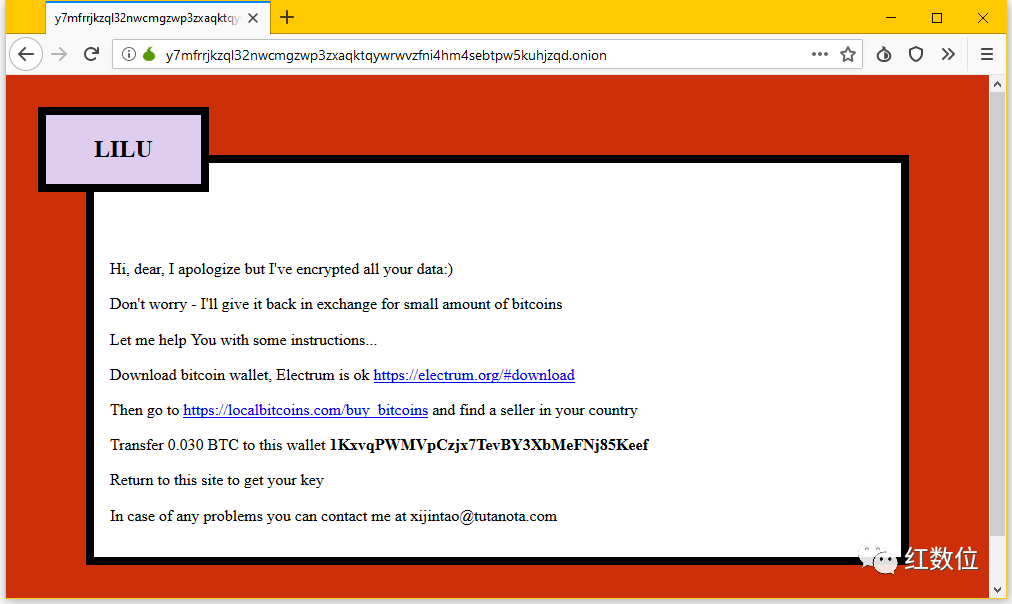 y7mfrrjkzql32nwcmgzwp3zxaqktqy
y7mfrrjkzql32nwcmgzwp3zxaqktqywrwvzfni4hm4sebtpw5kuhjzqd.onion
LILU
Hi, dear, I apologize but I've encrypted all your data:)
Don't worry - I'll give it back in exchange for small amount of bitcoins
Let me help You with some instructions...
Download bitcoin wallet, Electrum is ok https://electrum.org/#download
Then go to https://localbitcoins.com/buy_bitcoins and find a seller in your country
Transfer 0.030 BTC to this wallet 1KxvqPWMVpCzjx7TevBY3XbMeFNj85Keef
Return to this site to get your key
In case of any problems you can contact me at xijintao@tutanota.com
红数位